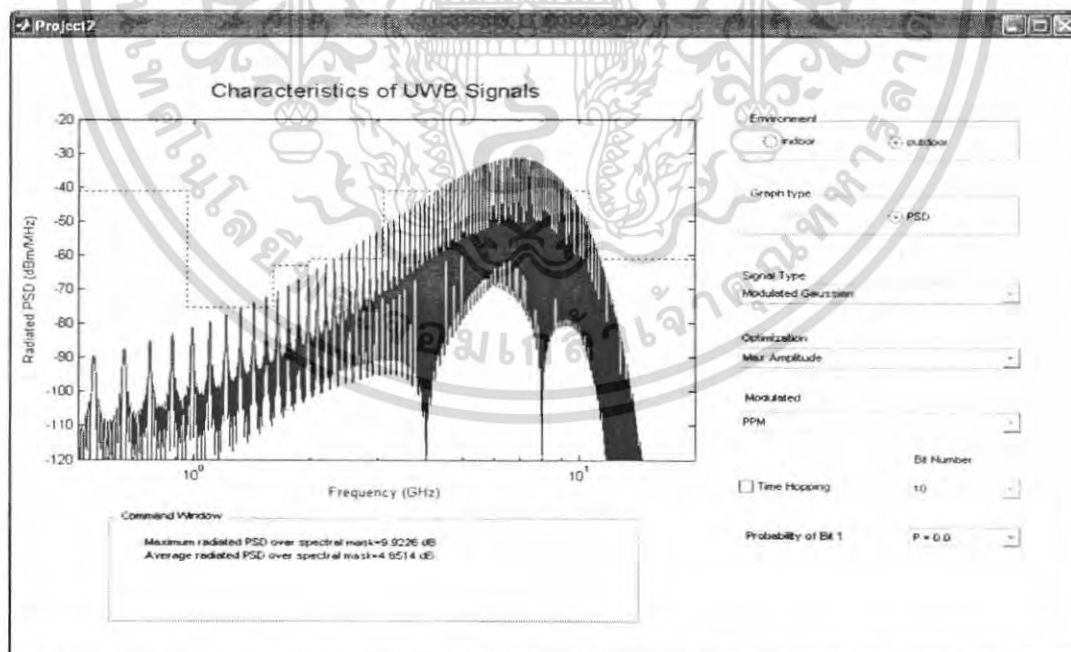 Project2
Characteristics of UWB Signals
-20
-30
-40
-50
-60
-70
-80
-90
-100
-110
-120
Radiated PSD (dBm/MHz)
10⁰
10¹
Frequency (GHz)
Environment
indoor
outdoor
Graph type
PSD
Signal Type
Modulated Gaussian
Optimization
Max Amplitude
Modulated
PPM
Bit Number
Time Hopping
10
Probability of Bit 1
P = 0.0
Command Window
Maximum radiated PSD over spectral mask=9.9226 dB
Average radiated PSD over spectral mask=4.6514 dB